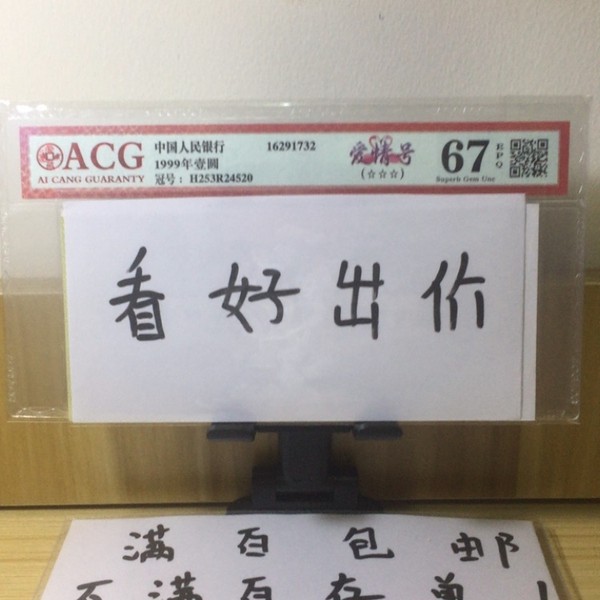 ACG
AI CANG GUARANTY
中国人民银行 16291732
1999年壹圆
冠号: H253R24520
爱情号
(☆☆☆)
67 EPQ
Superb Gem Unc
看好出价
满百包邮
不满百存单!